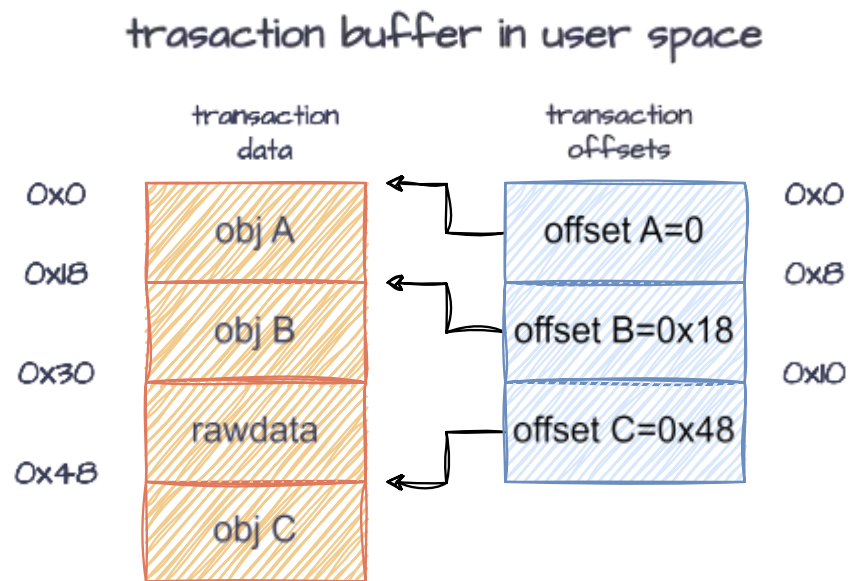 trasaction buffer in user space
transaction
data
transaction
offsets
0x0
obj A
offset A=0
0x0
0x18
0x8
obj B
offset B=0x18
0x30
0x10
rawdata
offset C=0x48
0x48
obj C